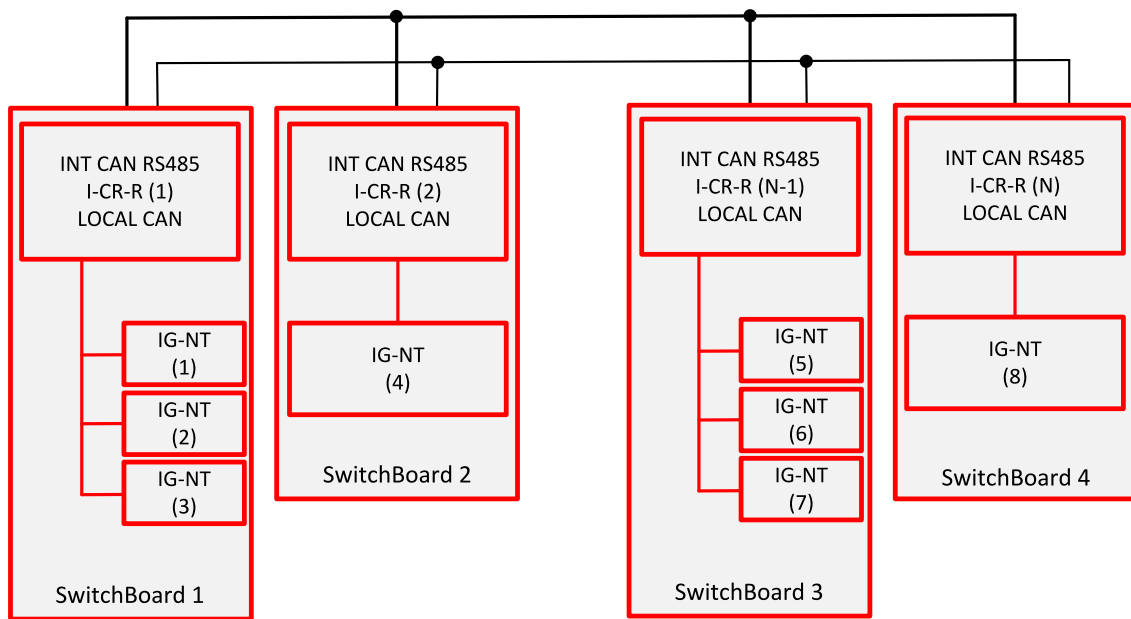 INT CAN RS485
I-CR-R (1)
LOCAL CAN
IG-NT
(1)
IG-NT
(2)
IG-NT
(3)
SwitchBoard 1
INT CAN RS485
I-CR-R (2)
LOCAL CAN
IG-NT
(4)
SwitchBoard 2
INT CAN RS485
I-CR-R (N-1)
LOCAL CAN
IG-NT
(5)
IG-NT
(6)
IG-NT
(7)
SwitchBoard 3
INT CAN RS485
I-CR-R (N)
LOCAL CAN
IG-NT
(8)
SwitchBoard 4